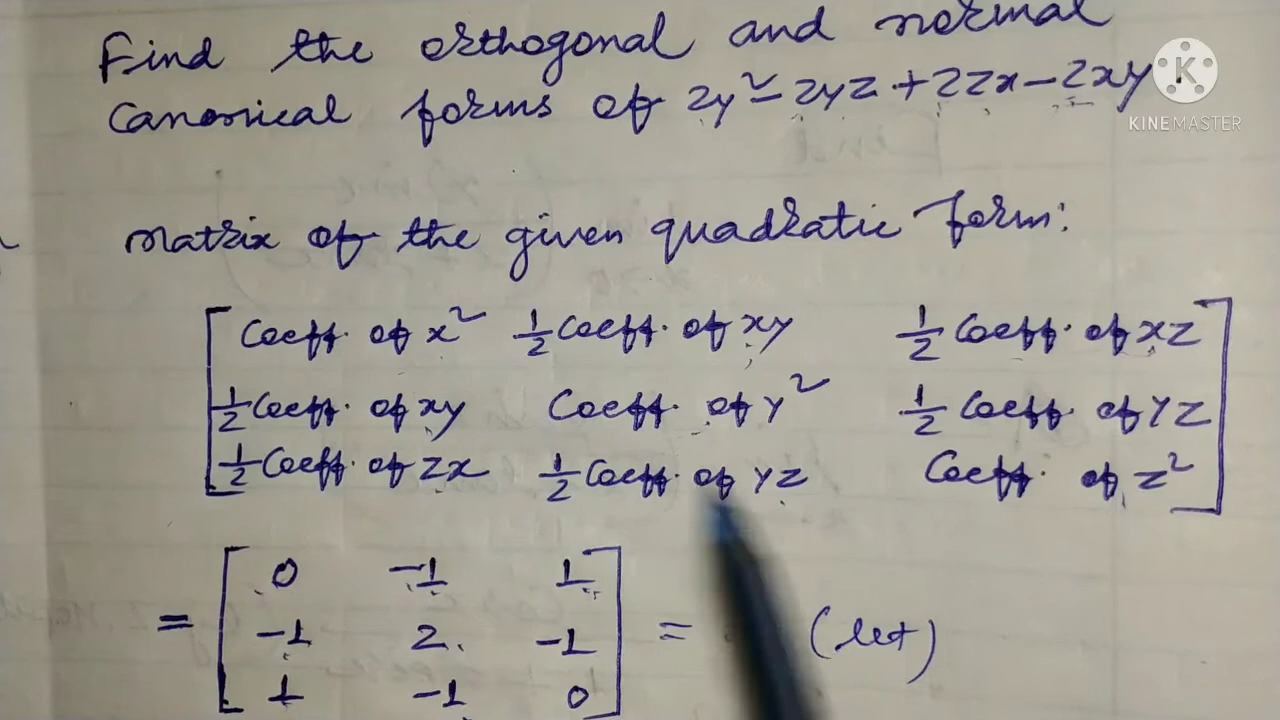 Find the orthogonal and normal
canonical forms of 2y² - 2yz + 2zx - 2xy.
K
KINEMASTER
matrix of the given quadratic form:
[ Coeff. of x² 1/2 Coeff. of xy 1/2 Coeff. of xz ]
[ 1/2 Coeff. of xy Coeff. of y² 1/2 Coeff. of yz ]
[ 1/2 Coeff. of zx 1/2 Coeff. of yz Coeff. of z² ]
= [ 0 -1 1 ]
[ -1 2 -1 ] = (let)
[ 1 -1 0 ]